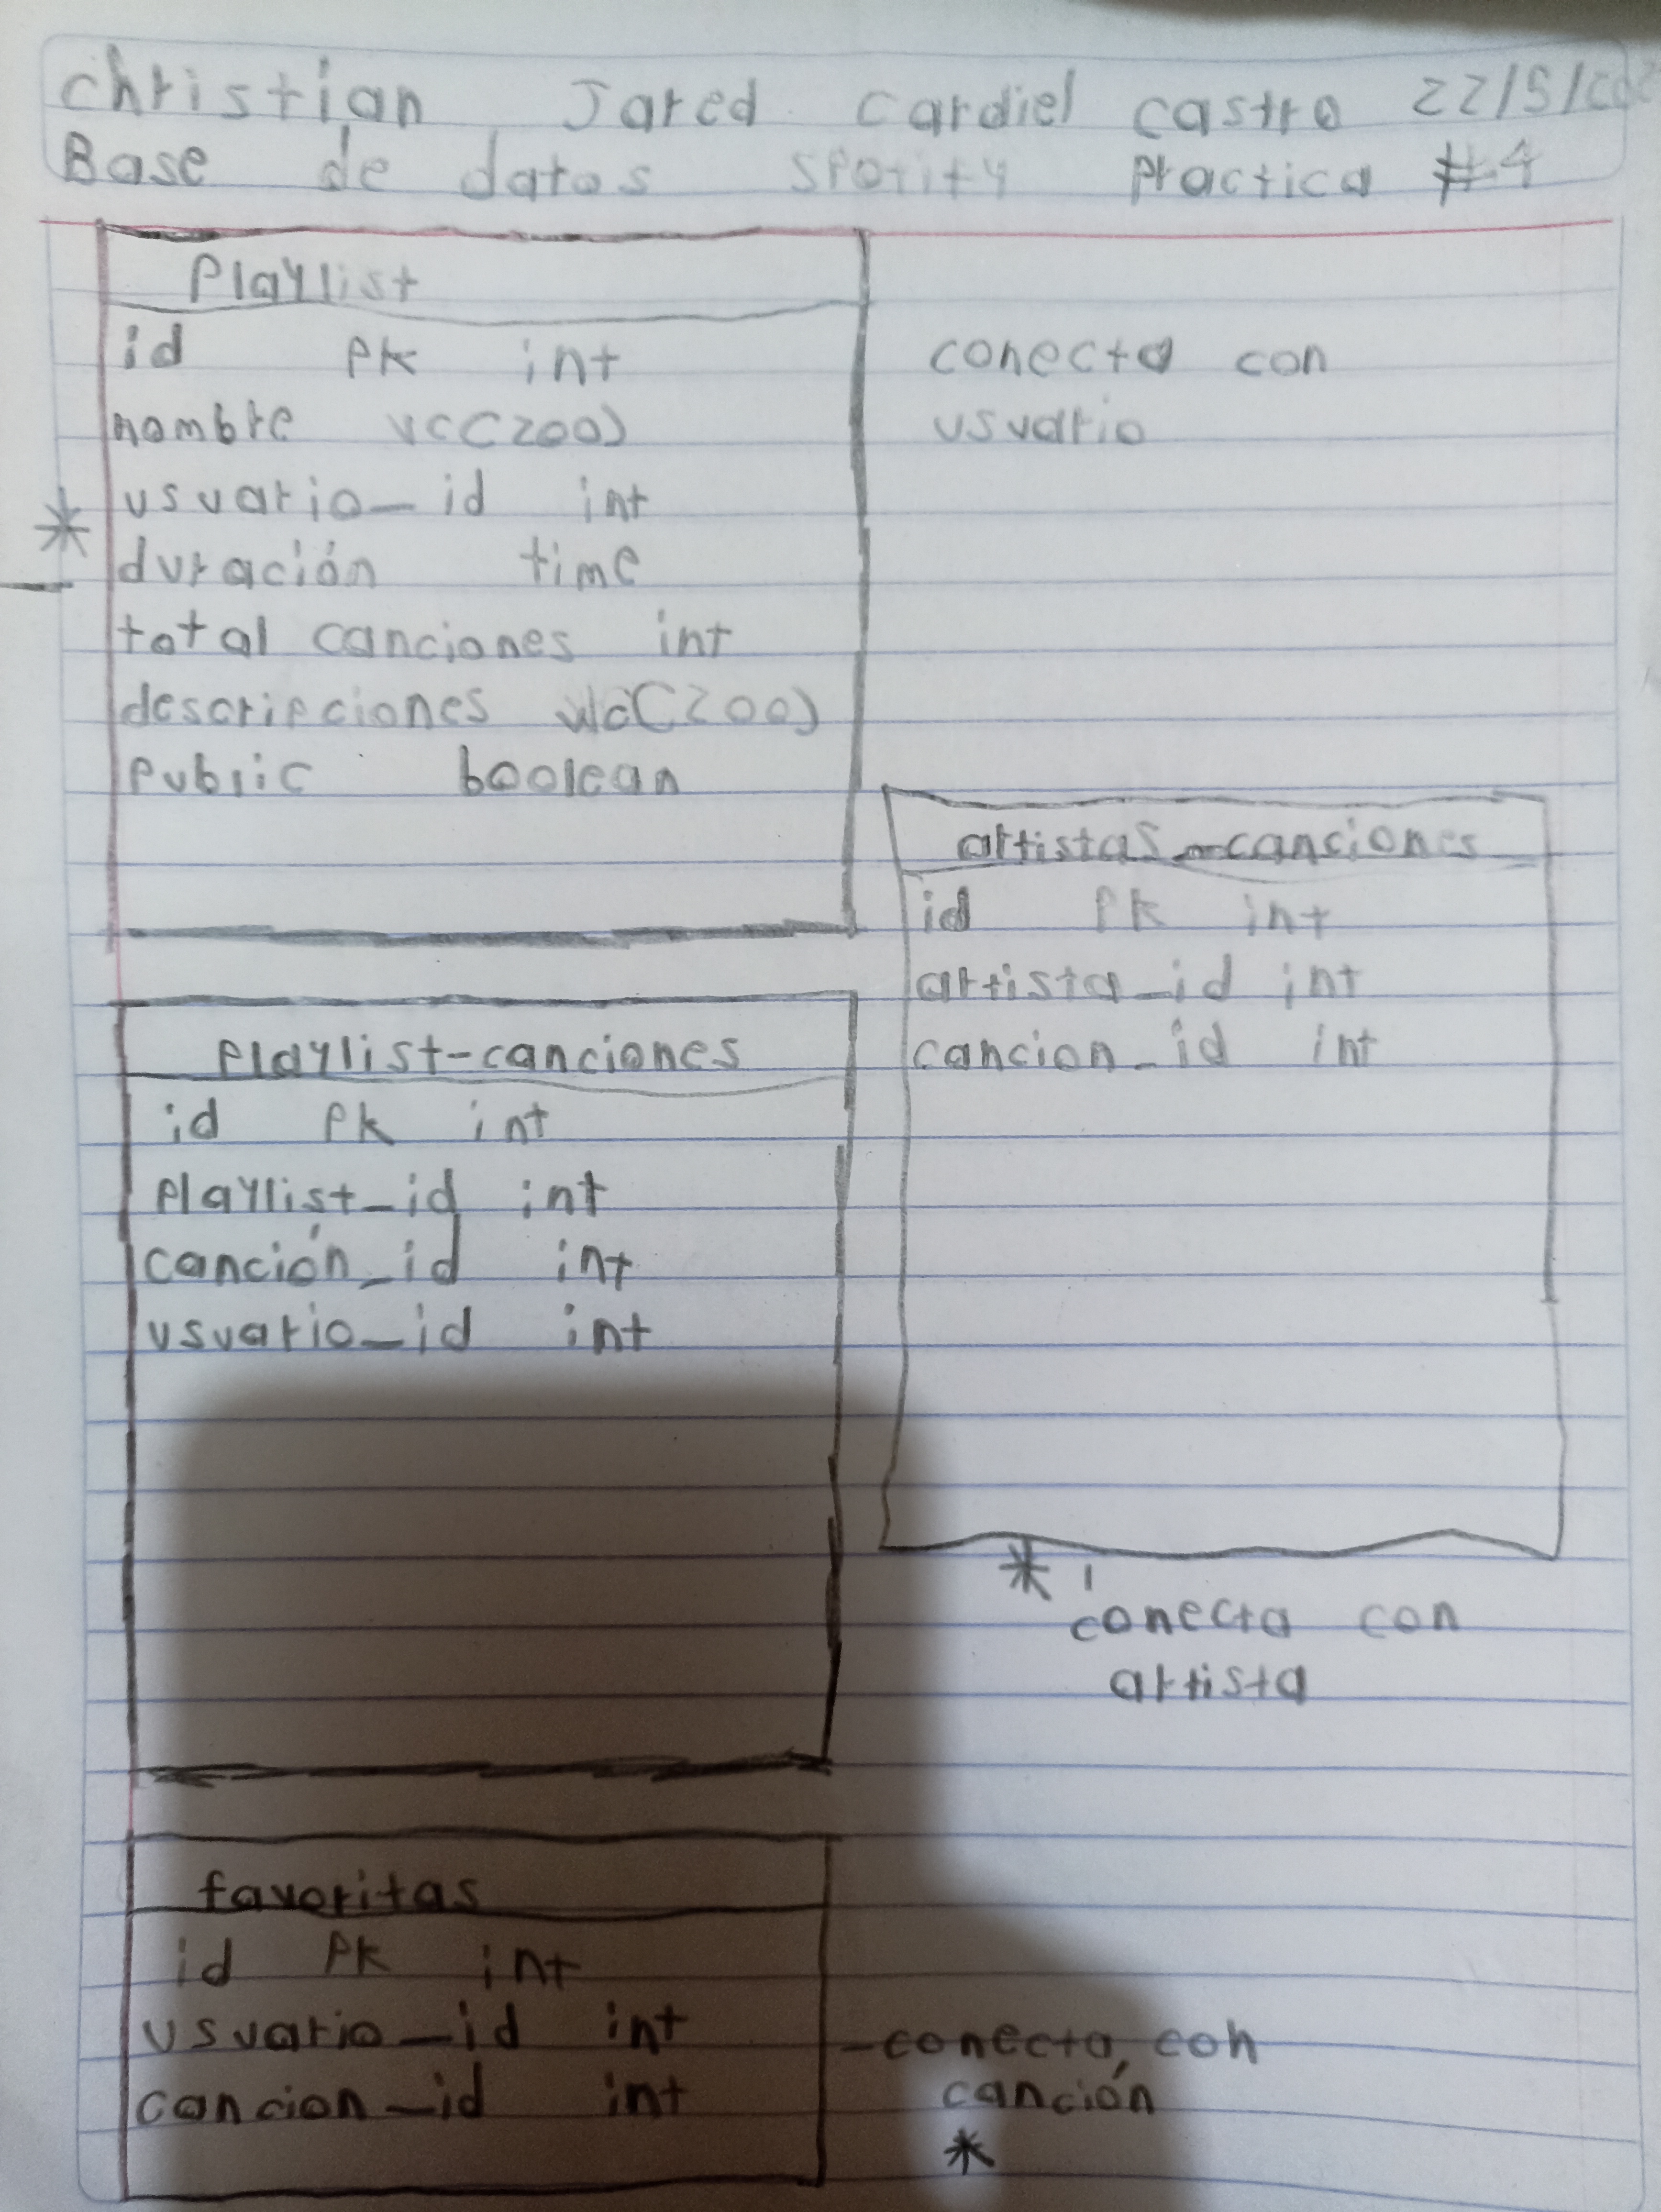 Christian Jared Cardiel Castro 22/5/202
Base de datos Spotify Practica #4
Playlist
id PK int
nombre vc(200)
usuario_id int
duración time
total canciones int
descripciones vc(200)
Public boolean
conecta con
usuario
artistas_canciones
id PK int
artista_id int
cancion_id int
* conecta con
artista
Playlist-canciones
id PK int
Playlist_id int
canción_id int
usuario_id int
favoritas
id PK int
usuario_id int
cancion_id int
-conecta con
canción
*